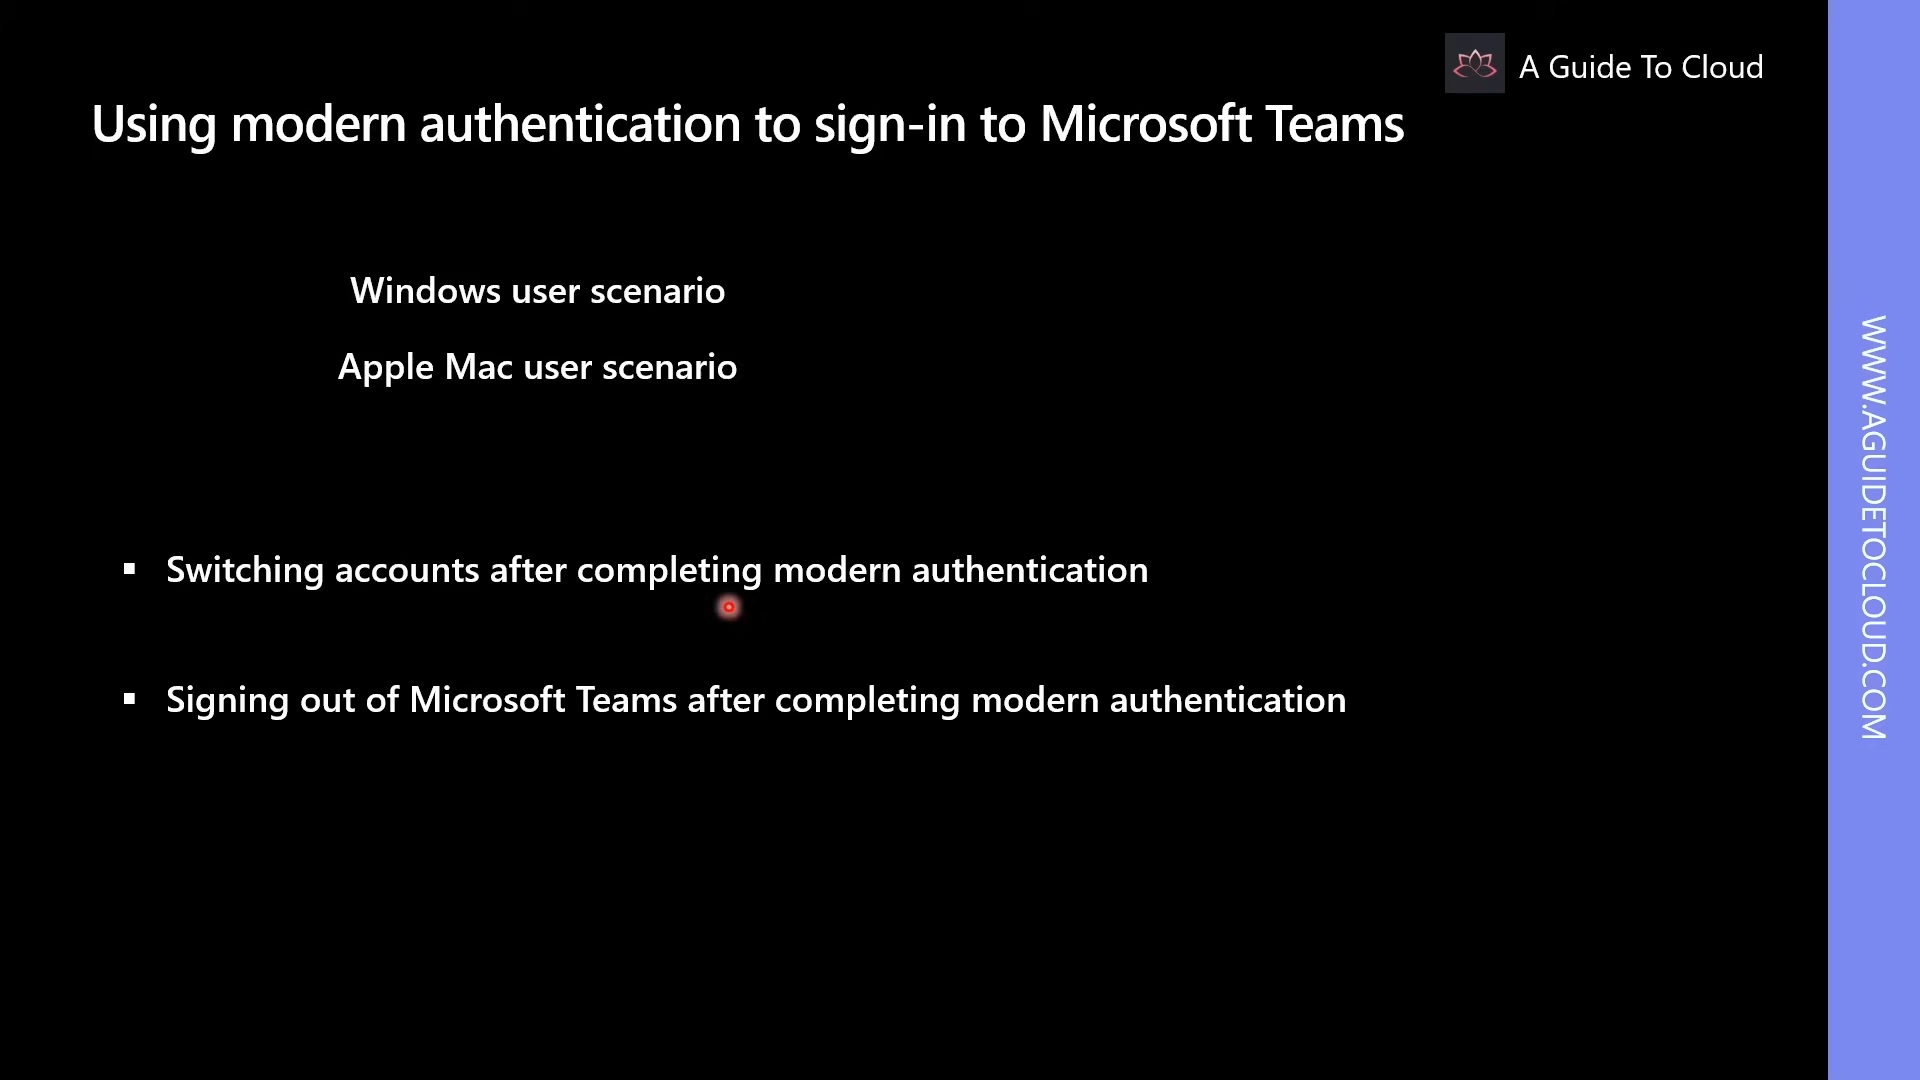 A Guide To Cloud
Using modern authentication to sign-in to Microsoft Teams
Windows user scenario
Apple Mac user scenario
▪ Switching accounts after completing modern authentication
▪ Signing out of Microsoft Teams after completing modern authentication
WWW.AGUIDETOCLOUD.COM